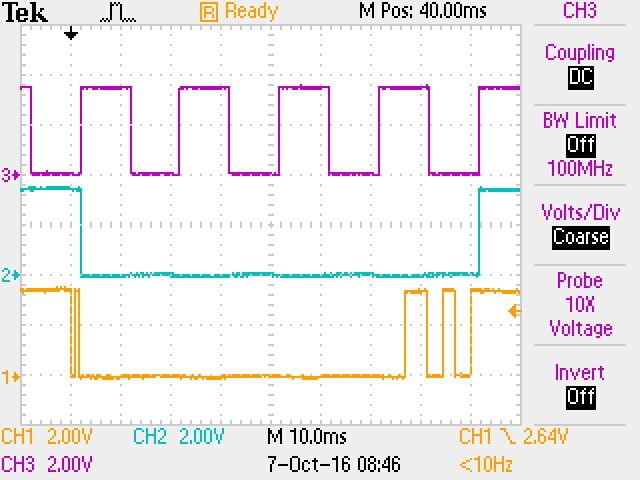 Tek R Ready M Pos: 40.00ms CH3
Coupling
DC
BW Limit
Off
100MHz
Volts/Div
Coarse
Probe
10X
Voltage
Invert
Off
3
2
1
CH1 2.00V CH2 2.00V M 10.0ms CH1 2.64V
CH3 2.00V 7-Oct-16 08:46 <10Hz